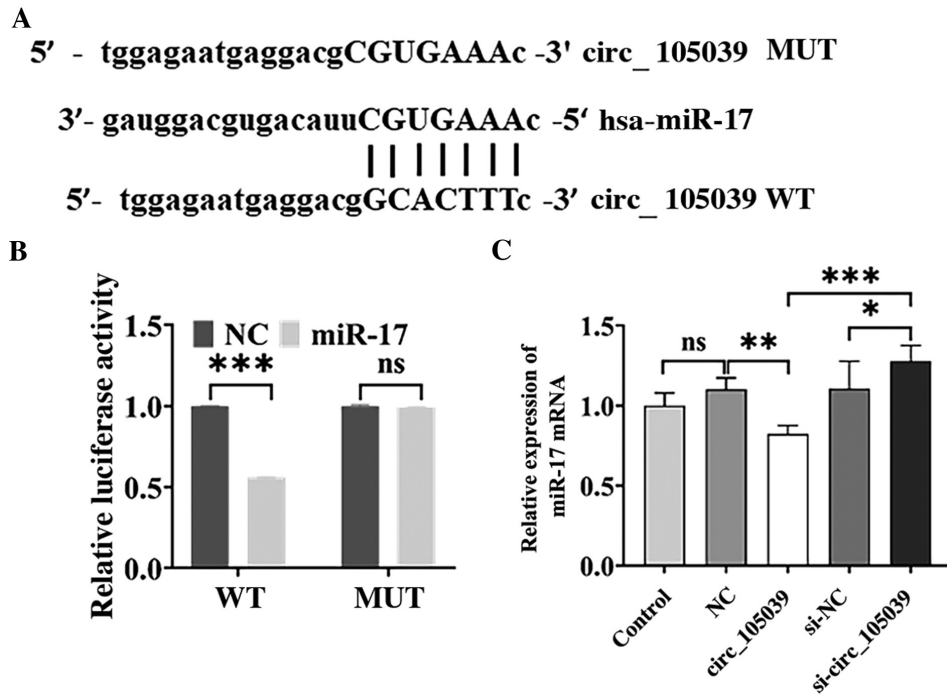 A
5′ - tggagaatgaggacgCGUGAAAc -3' circ_ 105039 MUT
3′- gauggacgugacauuCGUGAAAc -5‘ hsa-miR-17
5′- tggagaatgaggacgGCACTTTc -3′ circ_ 105039 WT
B
Relative luciferase activity
1.5
1.0
0.5
0.0
NC miR-17
***
ns
WT MUT
C
Relative expression of
miR-17 mRNA
1.5
1.0
0.5
0.0
***
*
ns
**
Control
NC
circ_105039
si-NC
si-circ_105039